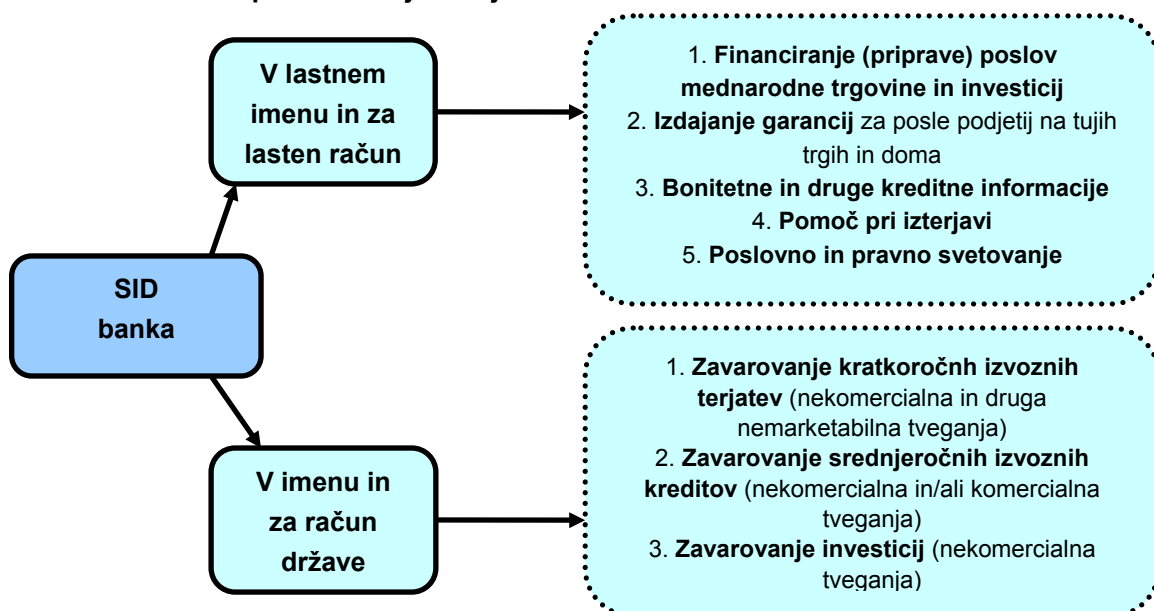 V lastnem
imenu in za
lasten račun
1. Financiranje (priprave) poslov
mednarodne trgovine in investicij
2. Izdajanje garancij za posle podjetij na tujih
trgih in doma
3. Bonitetne in druge kreditne informacije
4. Pomoč pri izterjavi
5. Poslovno in pravno svetovanje
SID
banka
V imenu in
za račun
države
1. Zavarovanje kratkoročnh izvoznih
terjatev (nekomercialna in druga
nemarketabilna tveganja)
2. Zavarovanje srednjeročnih izvoznih
kreditov (nekomercialna in/ali komercialna
tveganja)
3. Zavarovanje investicij (nekomercialna
tveganja)